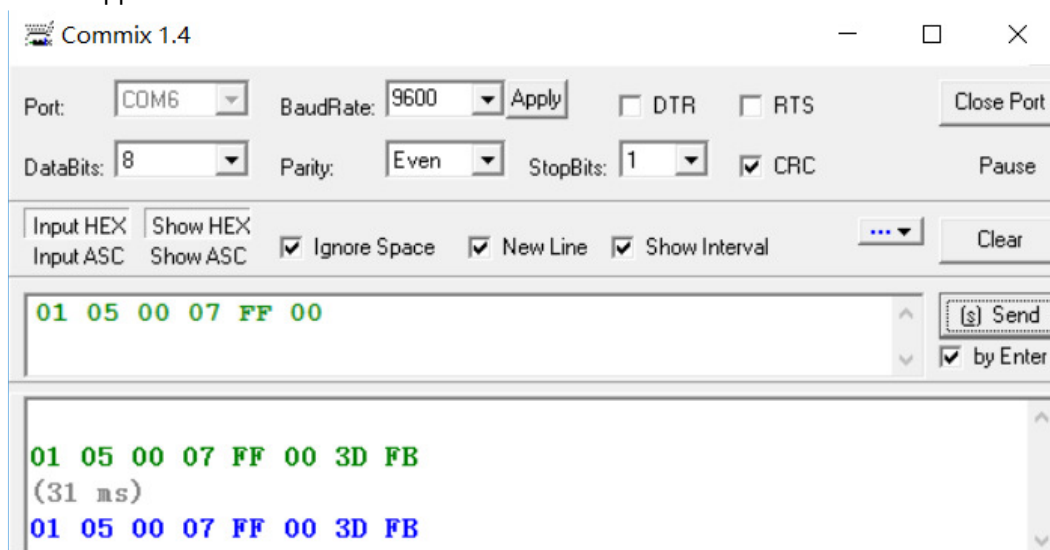 Commix 1.4
Port: COM6 BaudRate: 9600 Apply DTR RTS Close Port
DataBits: 8 Parity: Even StopBits: 1 CRC Pause
Input HEX Show HEX
Input ASC Show ASC Ignore Space New Line Show Interval ... Clear
01 05 00 07 FF 00 (s) Send
by Enter
01 05 00 07 FF 00 3D FB
(31 ms)
01 05 00 07 FF 00 3D FB